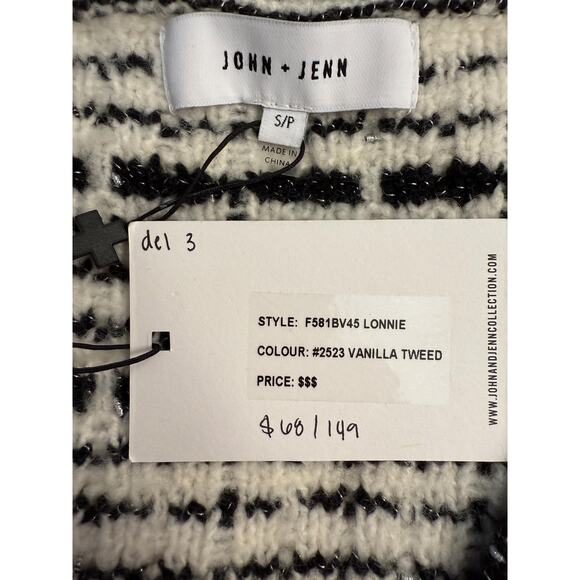 JOHN + JENN
S/P
MADE IN
CHINA
del 3
STYLE: F581BV45 LONNIE
COLOUR: #2523 VANILLA TWEED
PRICE: $$$
$68/149
WWW.JOHNANDJENNCOLLECTION.COM